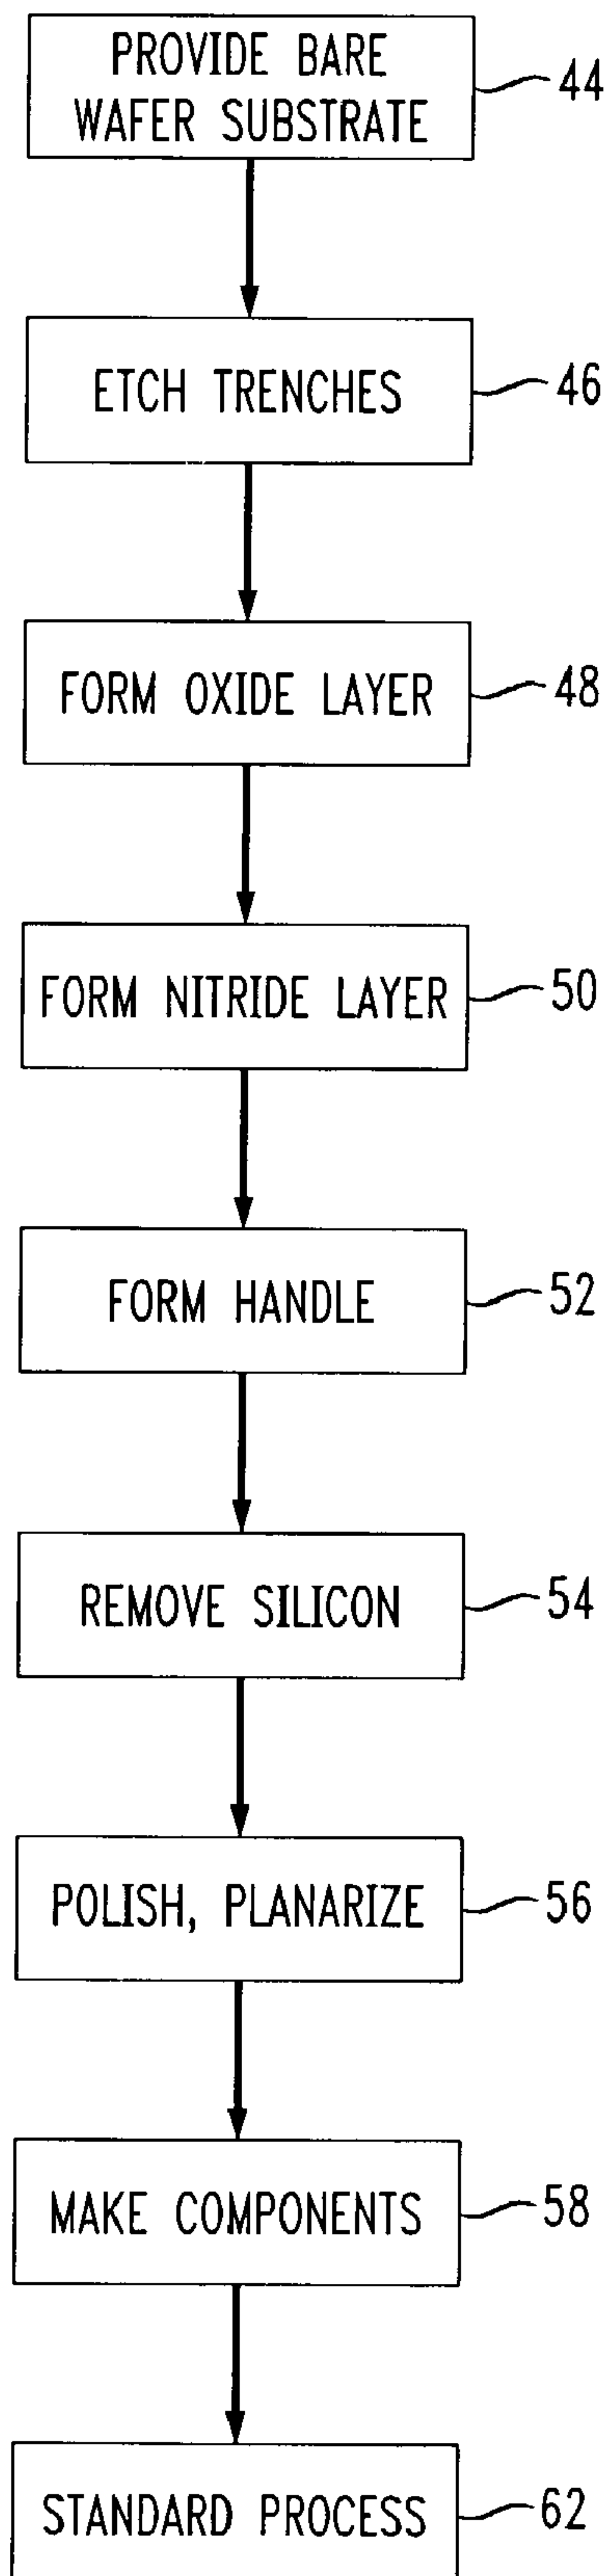 PROVIDE BARE
WAFER SUBSTRATE
44
ETCH TRENCHES
46
FORM OXIDE LAYER
48
FORM NITRIDE LAYER
50
FORM HANDLE
52
REMOVE SILICON
54
POLISH, PLANARIZE
56
MAKE COMPONENTS
58
STANDARD PROCESS
62